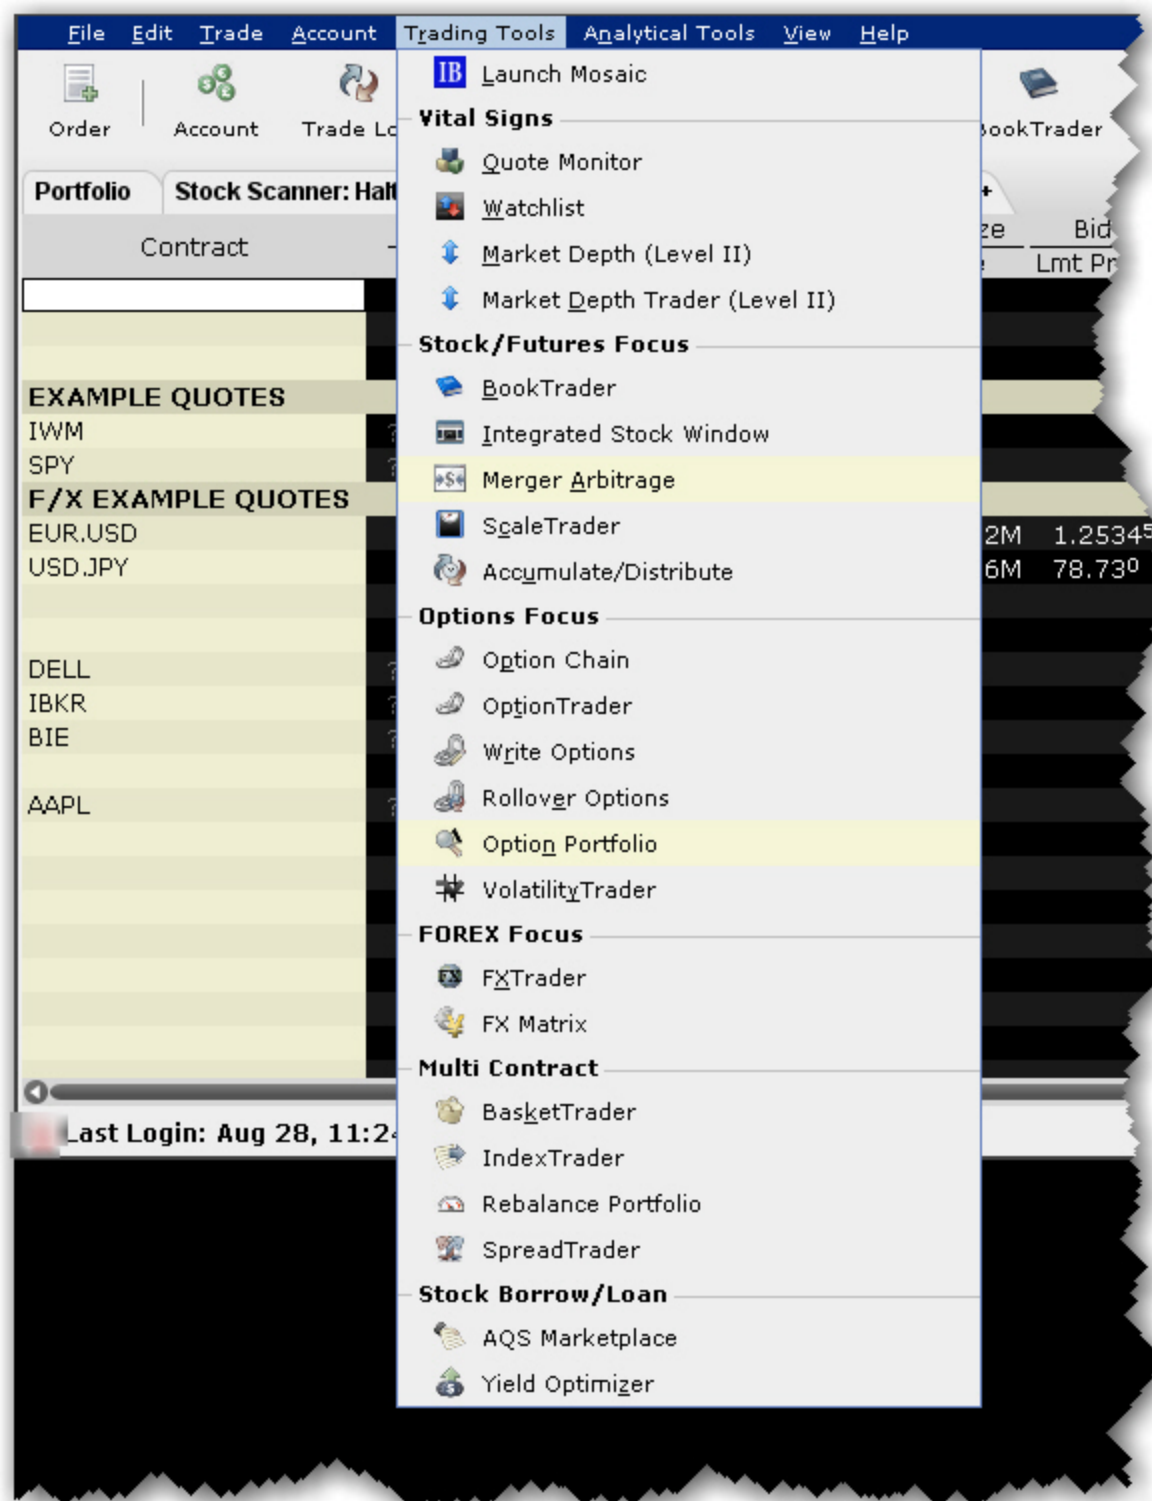 File Edit Trade Account Trading Tools Analytical Tools View Help
Order Account Trade BookTrader
Portfolio Stock Scanner:
Contract Bid
Lmt
IB Launch Mosaic
Vital Signs
Quote Monitor
Watchlist
Market Depth (Level II)
Market Depth Trader (Level II)
Stock/Futures Focus
BookTrader
Integrated Stock Window
Merger Arbitrage
ScaleTrader
Accumulate/Distribute
Options Focus
Option Chain
OptionTrader
Write Options
Rollover Options
Option Portfolio
VolatilityTrader
FOREX Focus
FXTrader
FX Matrix
Multi Contract
BasketTrader
IndexTrader
Rebalance Portfolio
SpreadTrader
Stock Borrow/Loan
AQS Marketplace
Yield Optimizer
EXAMPLE QUOTES
IWM
SPY
F/X EXAMPLE QUOTES
EUR.USD 2M 1.25345
USD.JPY 6M 78.730
DELL
IBKR
BIE
AAPL
Last Login: Aug 28, 11:24